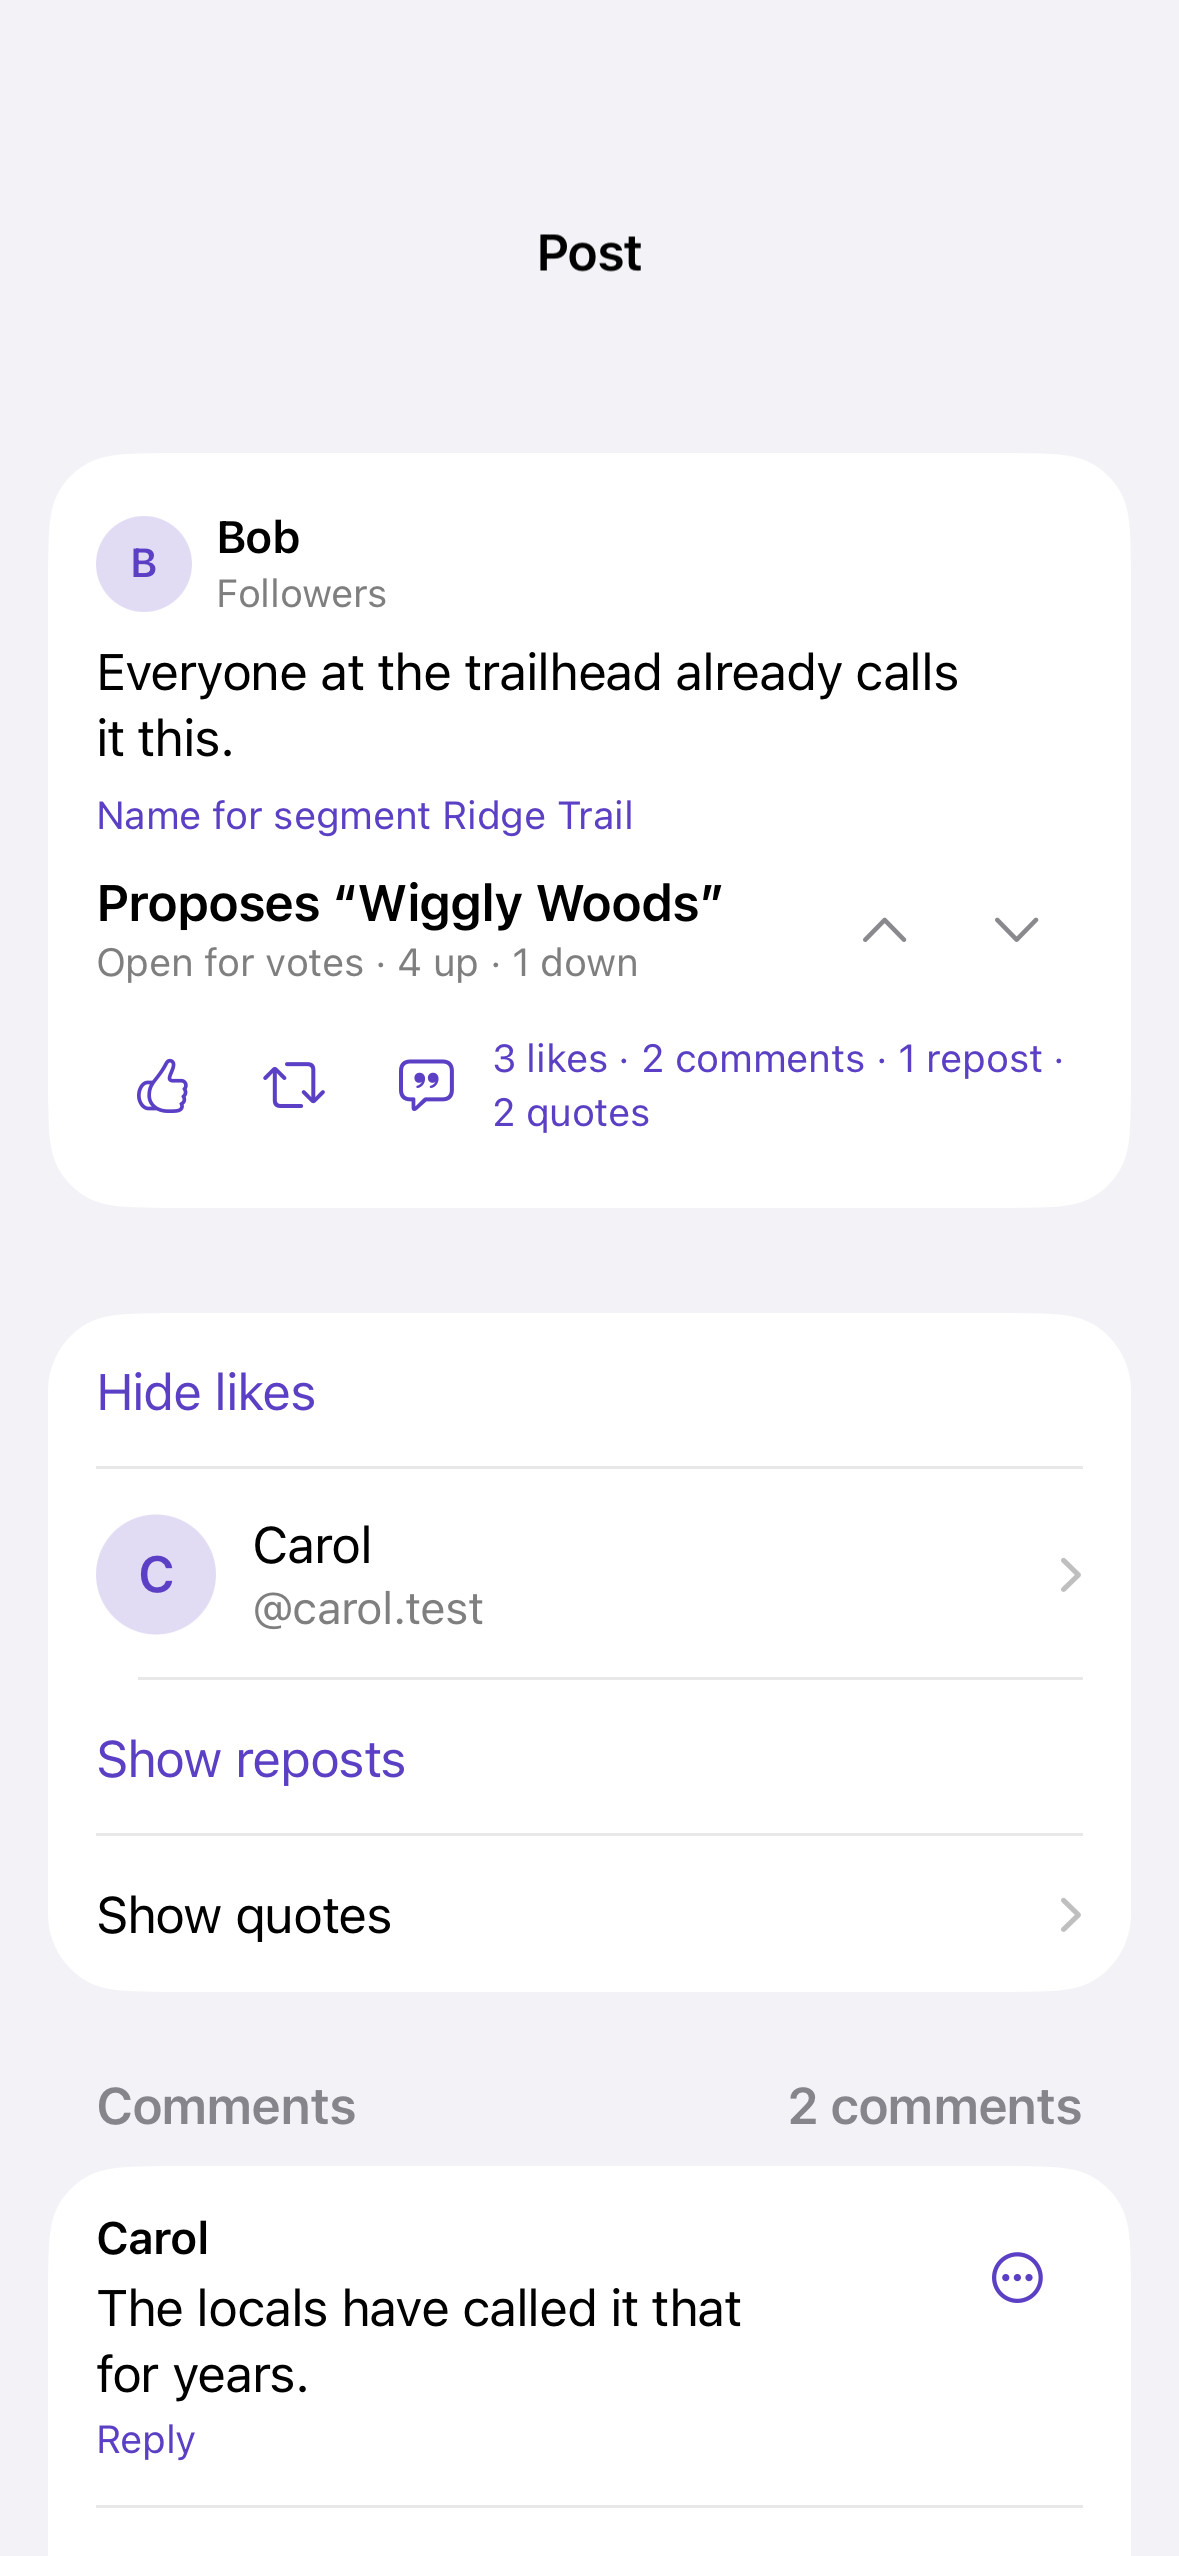 Post
B
Bob
Followers
Everyone at the trailhead already calls
it this.
Name for segment Ridge Trail
Proposes “Wiggly Woods”
Open for votes · 4 up · 1 down
3 likes · 2 comments · 1 repost ·
2 quotes
Hide likes
C
Carol
@carol.test
Show reposts
Show quotes
Comments
2 comments
Carol
The locals have called it that
for years.
Reply